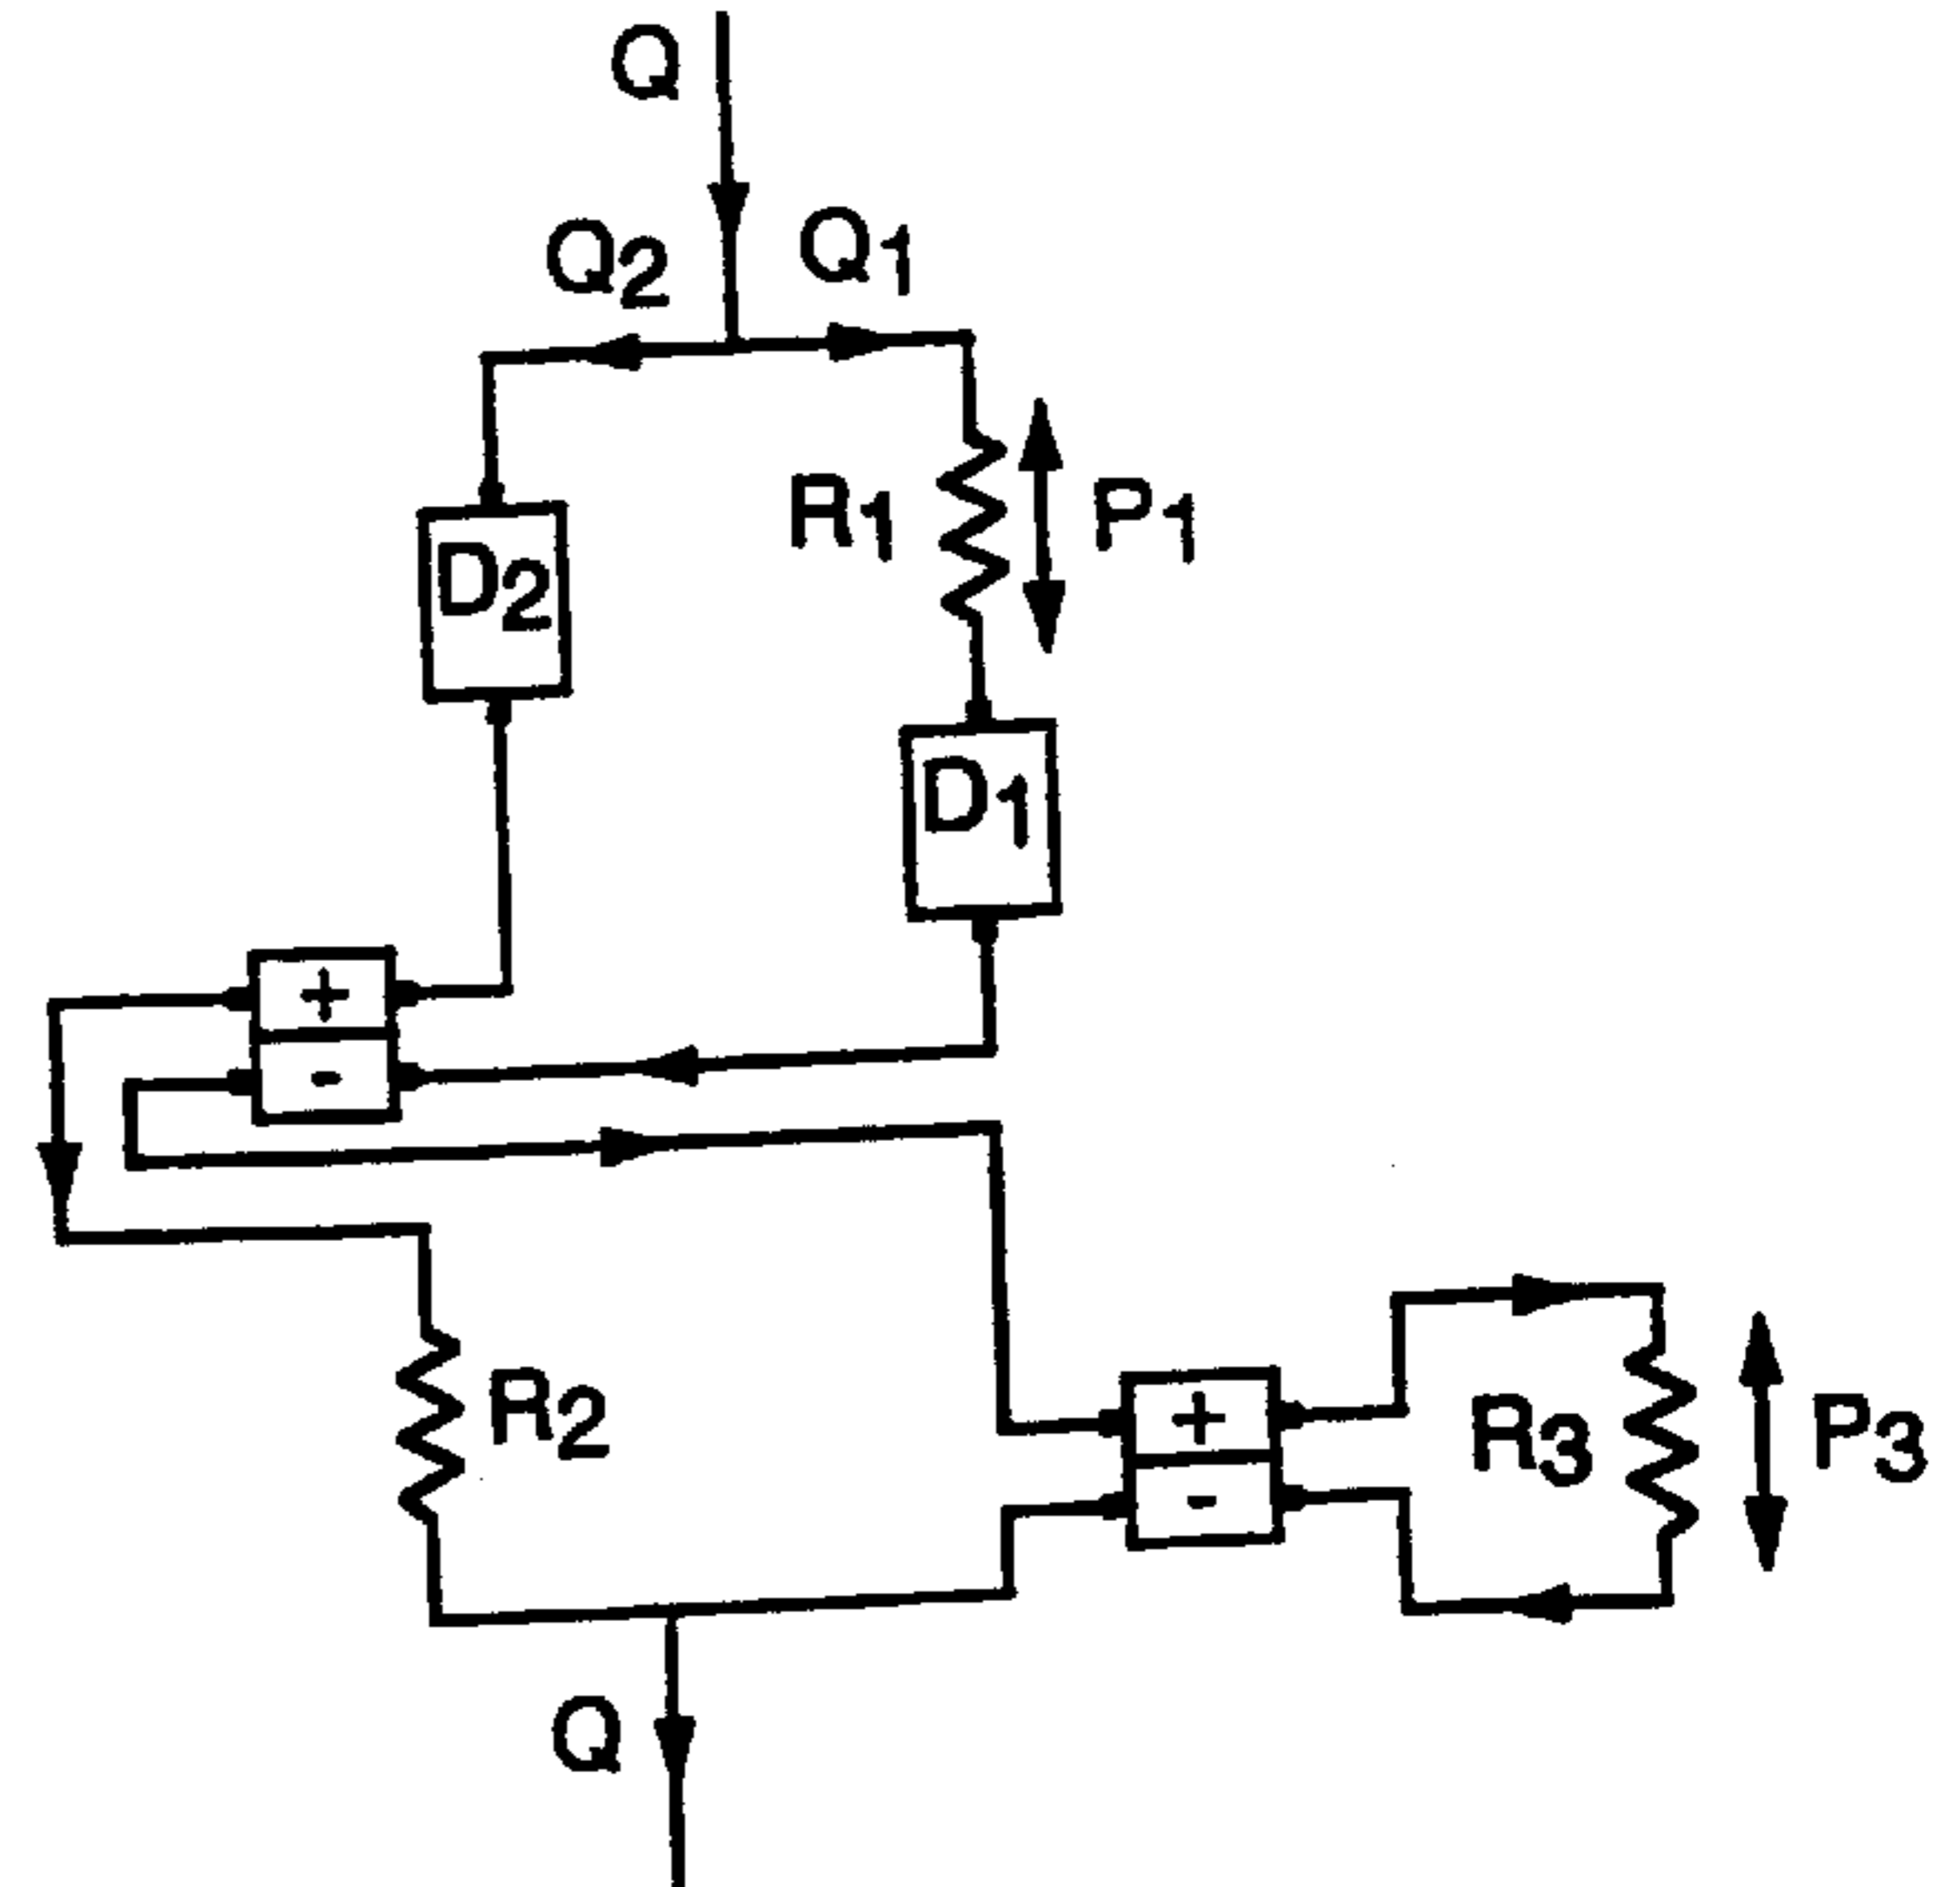 Q
Q2 Q1
R1 P1
D2
D1
+
-
R2
+
-
R3 P3
Q